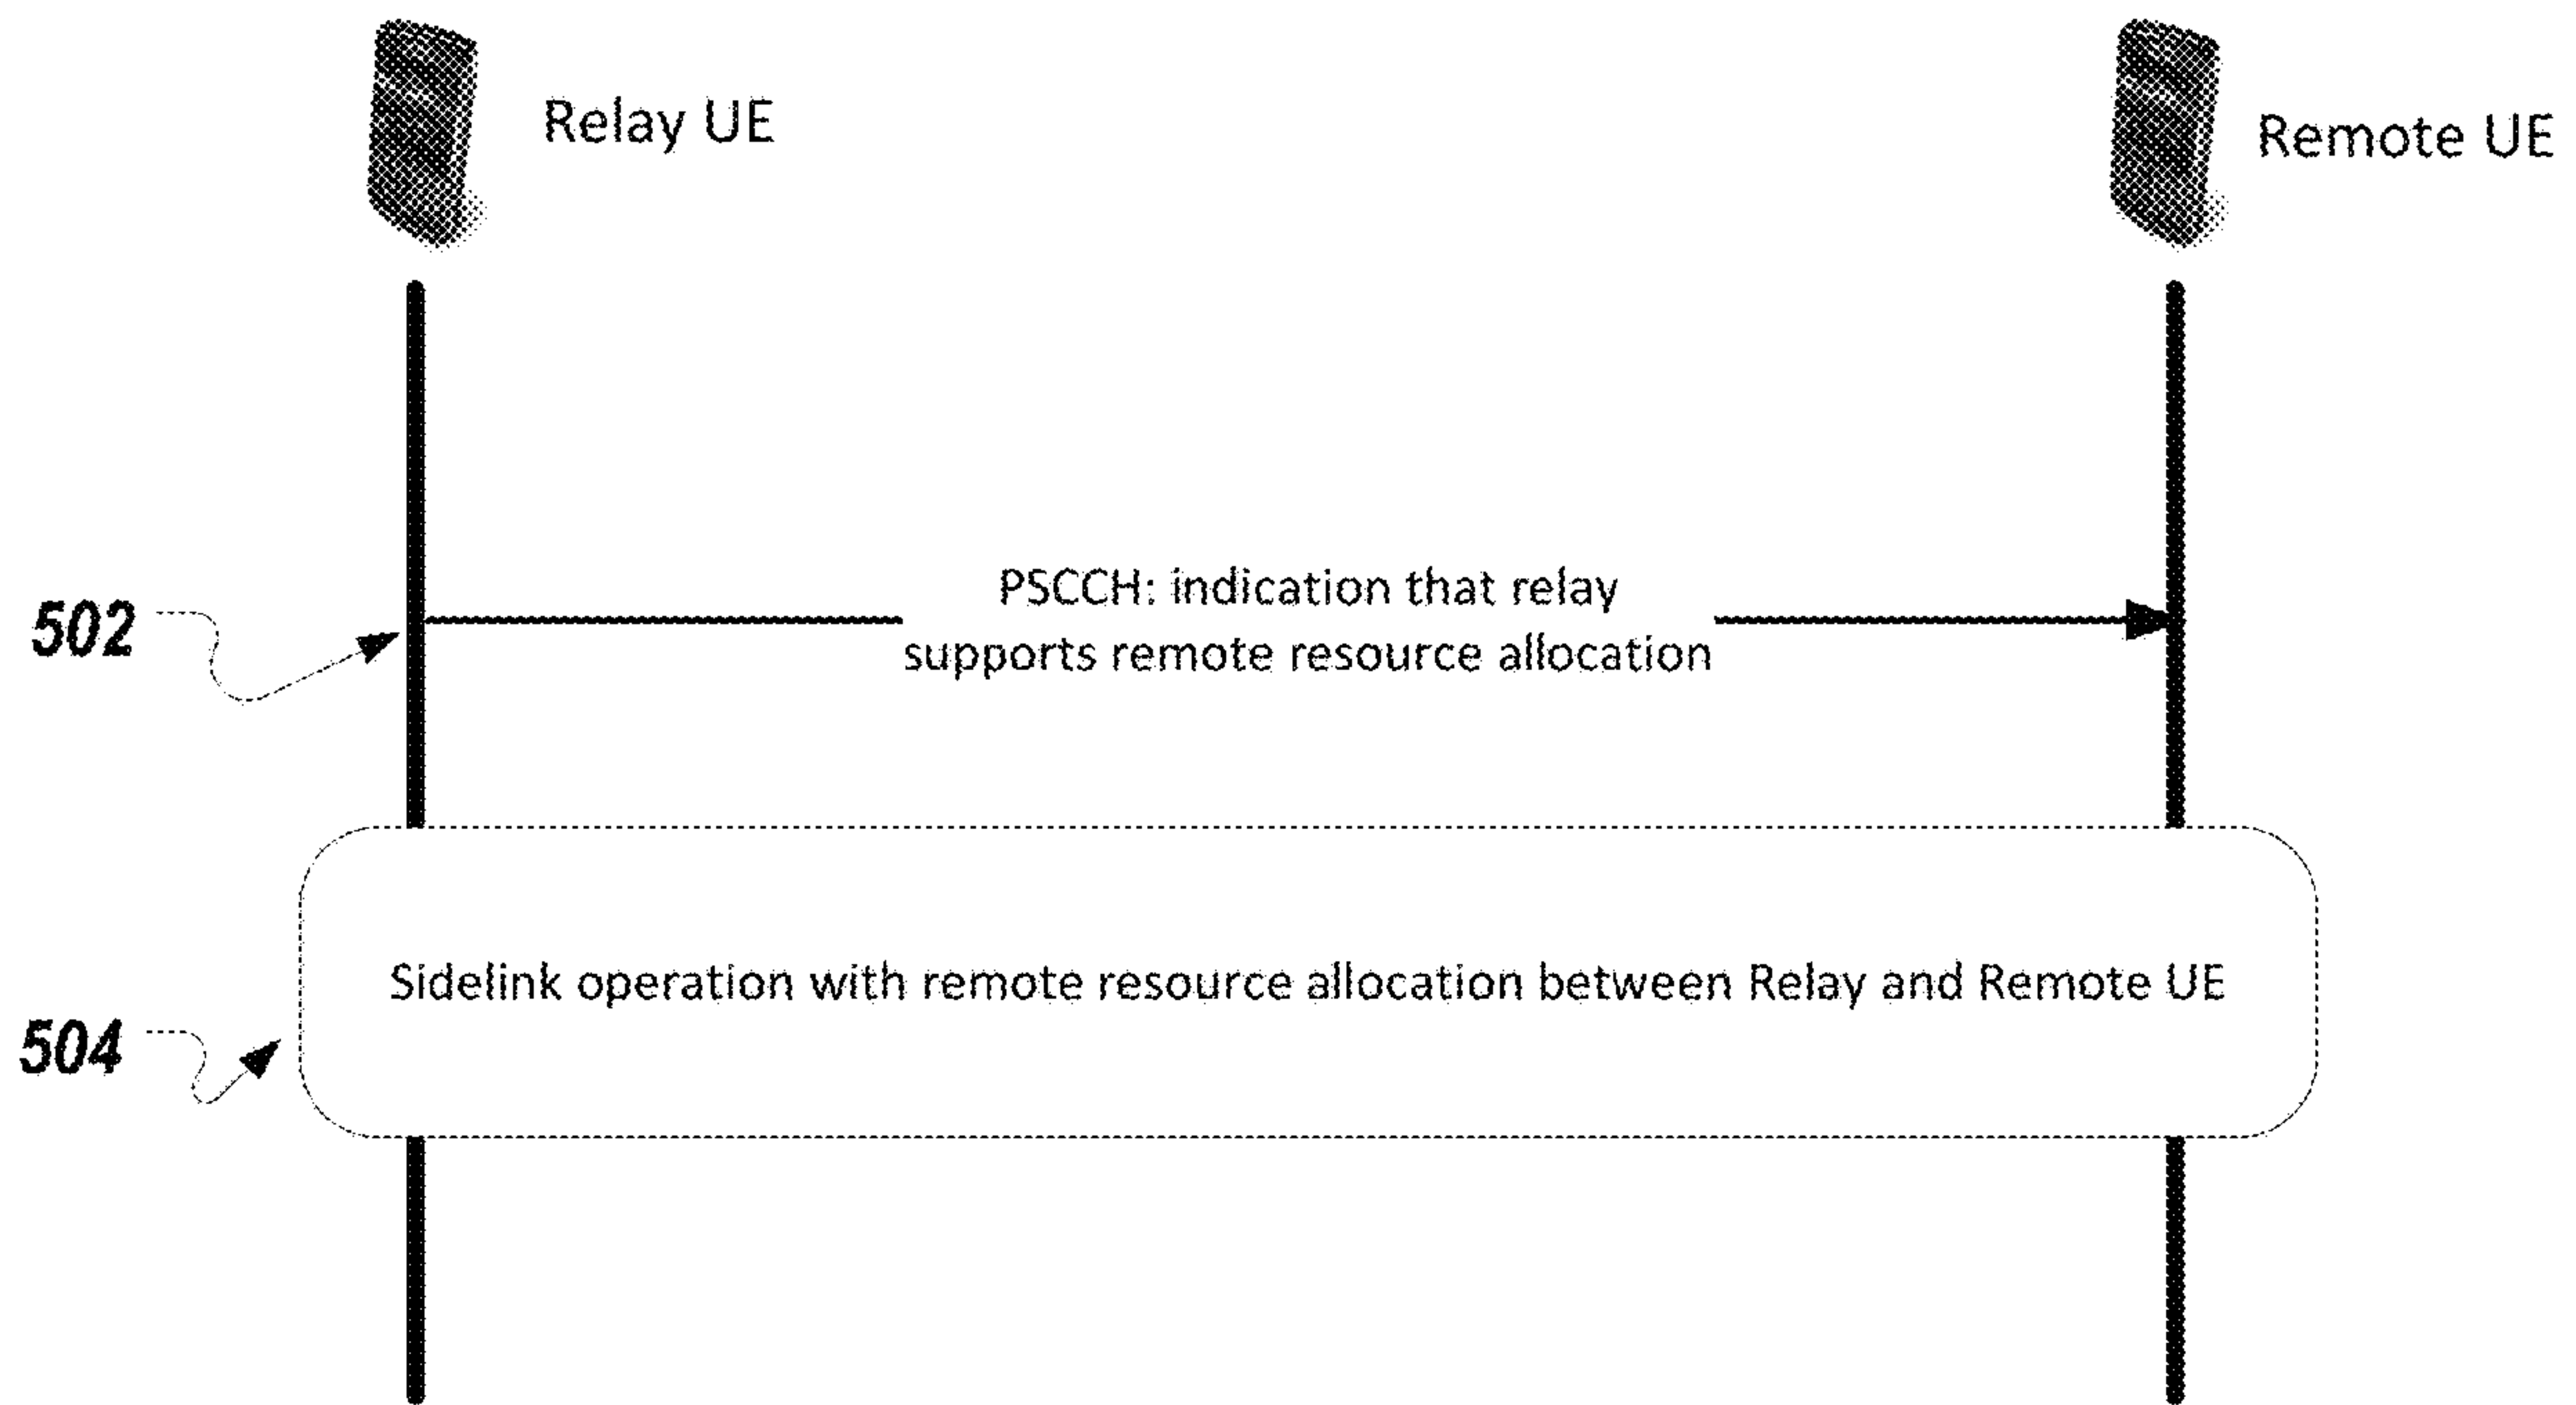 Relay UE
Remote UE
PSCCH: indication that relay
supports remote resource allocation
502
Sidelink operation with remote resource allocation between Relay and Remote UE
504